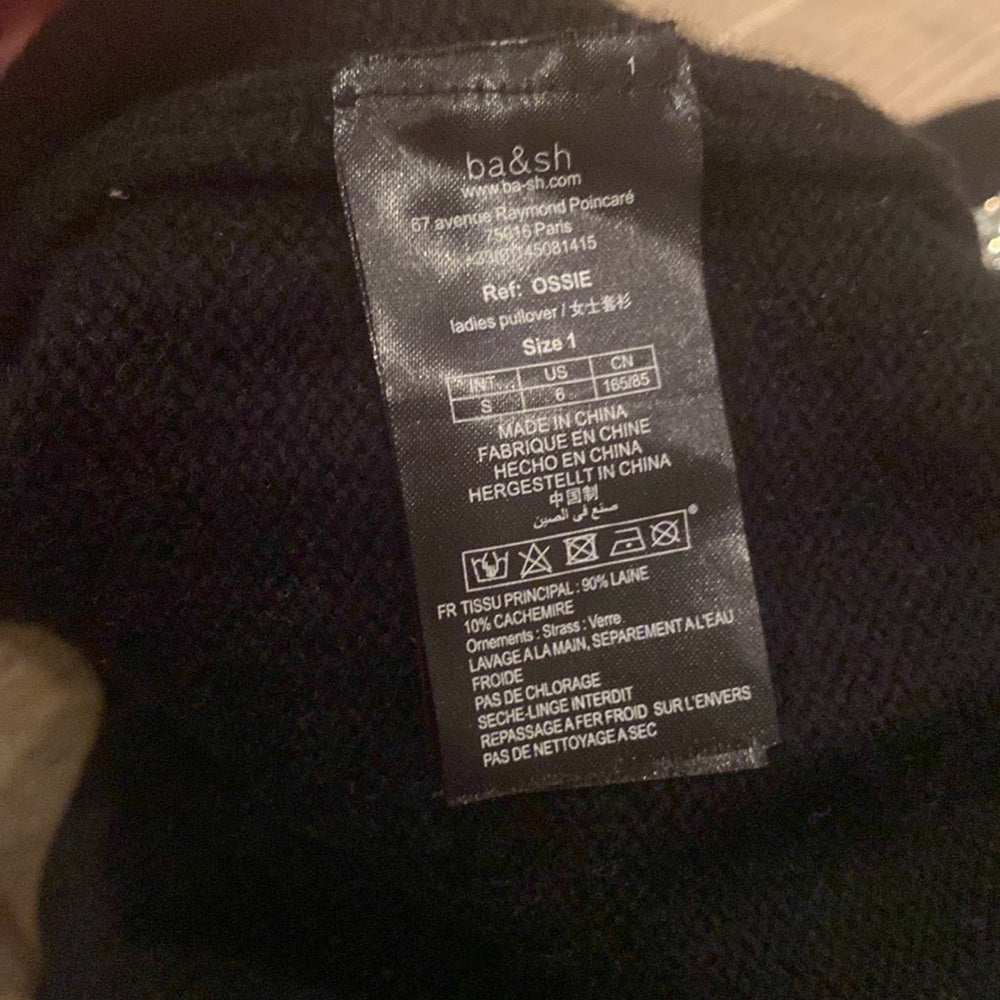 1
ba&sh
www.ba-sh.com
67 avenue Raymond Poincaré
75016 Paris
+33(0)145081415
Ref: OSSIE
ladies pullover / 女士套衫
Size 1
INT US CN
S 6 165/85
MADE IN CHINA
FABRIQUE EN CHINE
HECHO EN CHINA
HERGESTELLT IN CHINA
中国制
صنع في الصين
FR TISSU PRINCIPAL : 90% LAINE
10% CACHEMIRE
Ornements : Strass : Verre
LAVAGE A LA MAIN, SEPAREMENT A L'EAU
FROIDE
PAS DE CHLORAGE
SECHE-LINGE INTERDIT
REPASSAGE A FER FROID SUR L'ENVERS
PAS DE NETTOYAGE A SEC